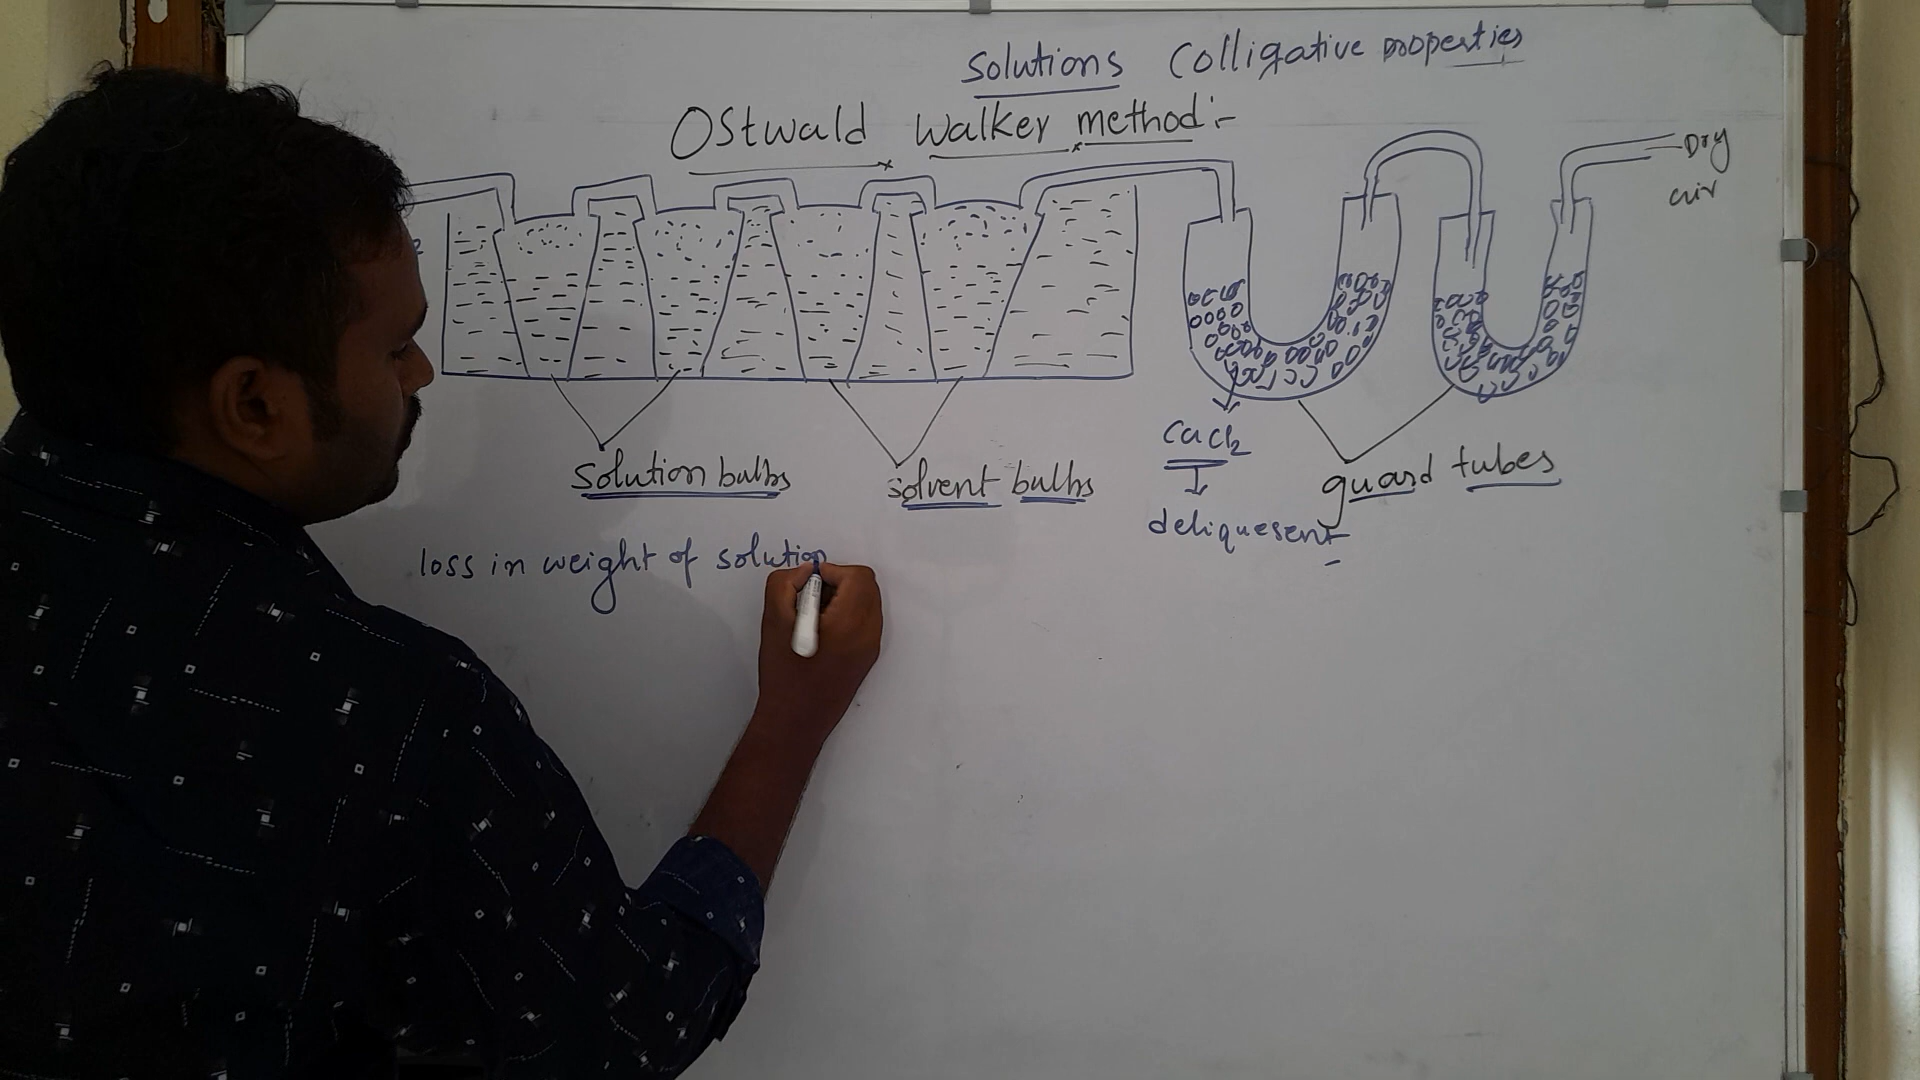 Solutions Colligative properties
Ostwald Walker method :-
Dry
air
CaCl2
Solution bulbs
solvent bulbs
guard tubes
deliquesent
loss in weight of solution